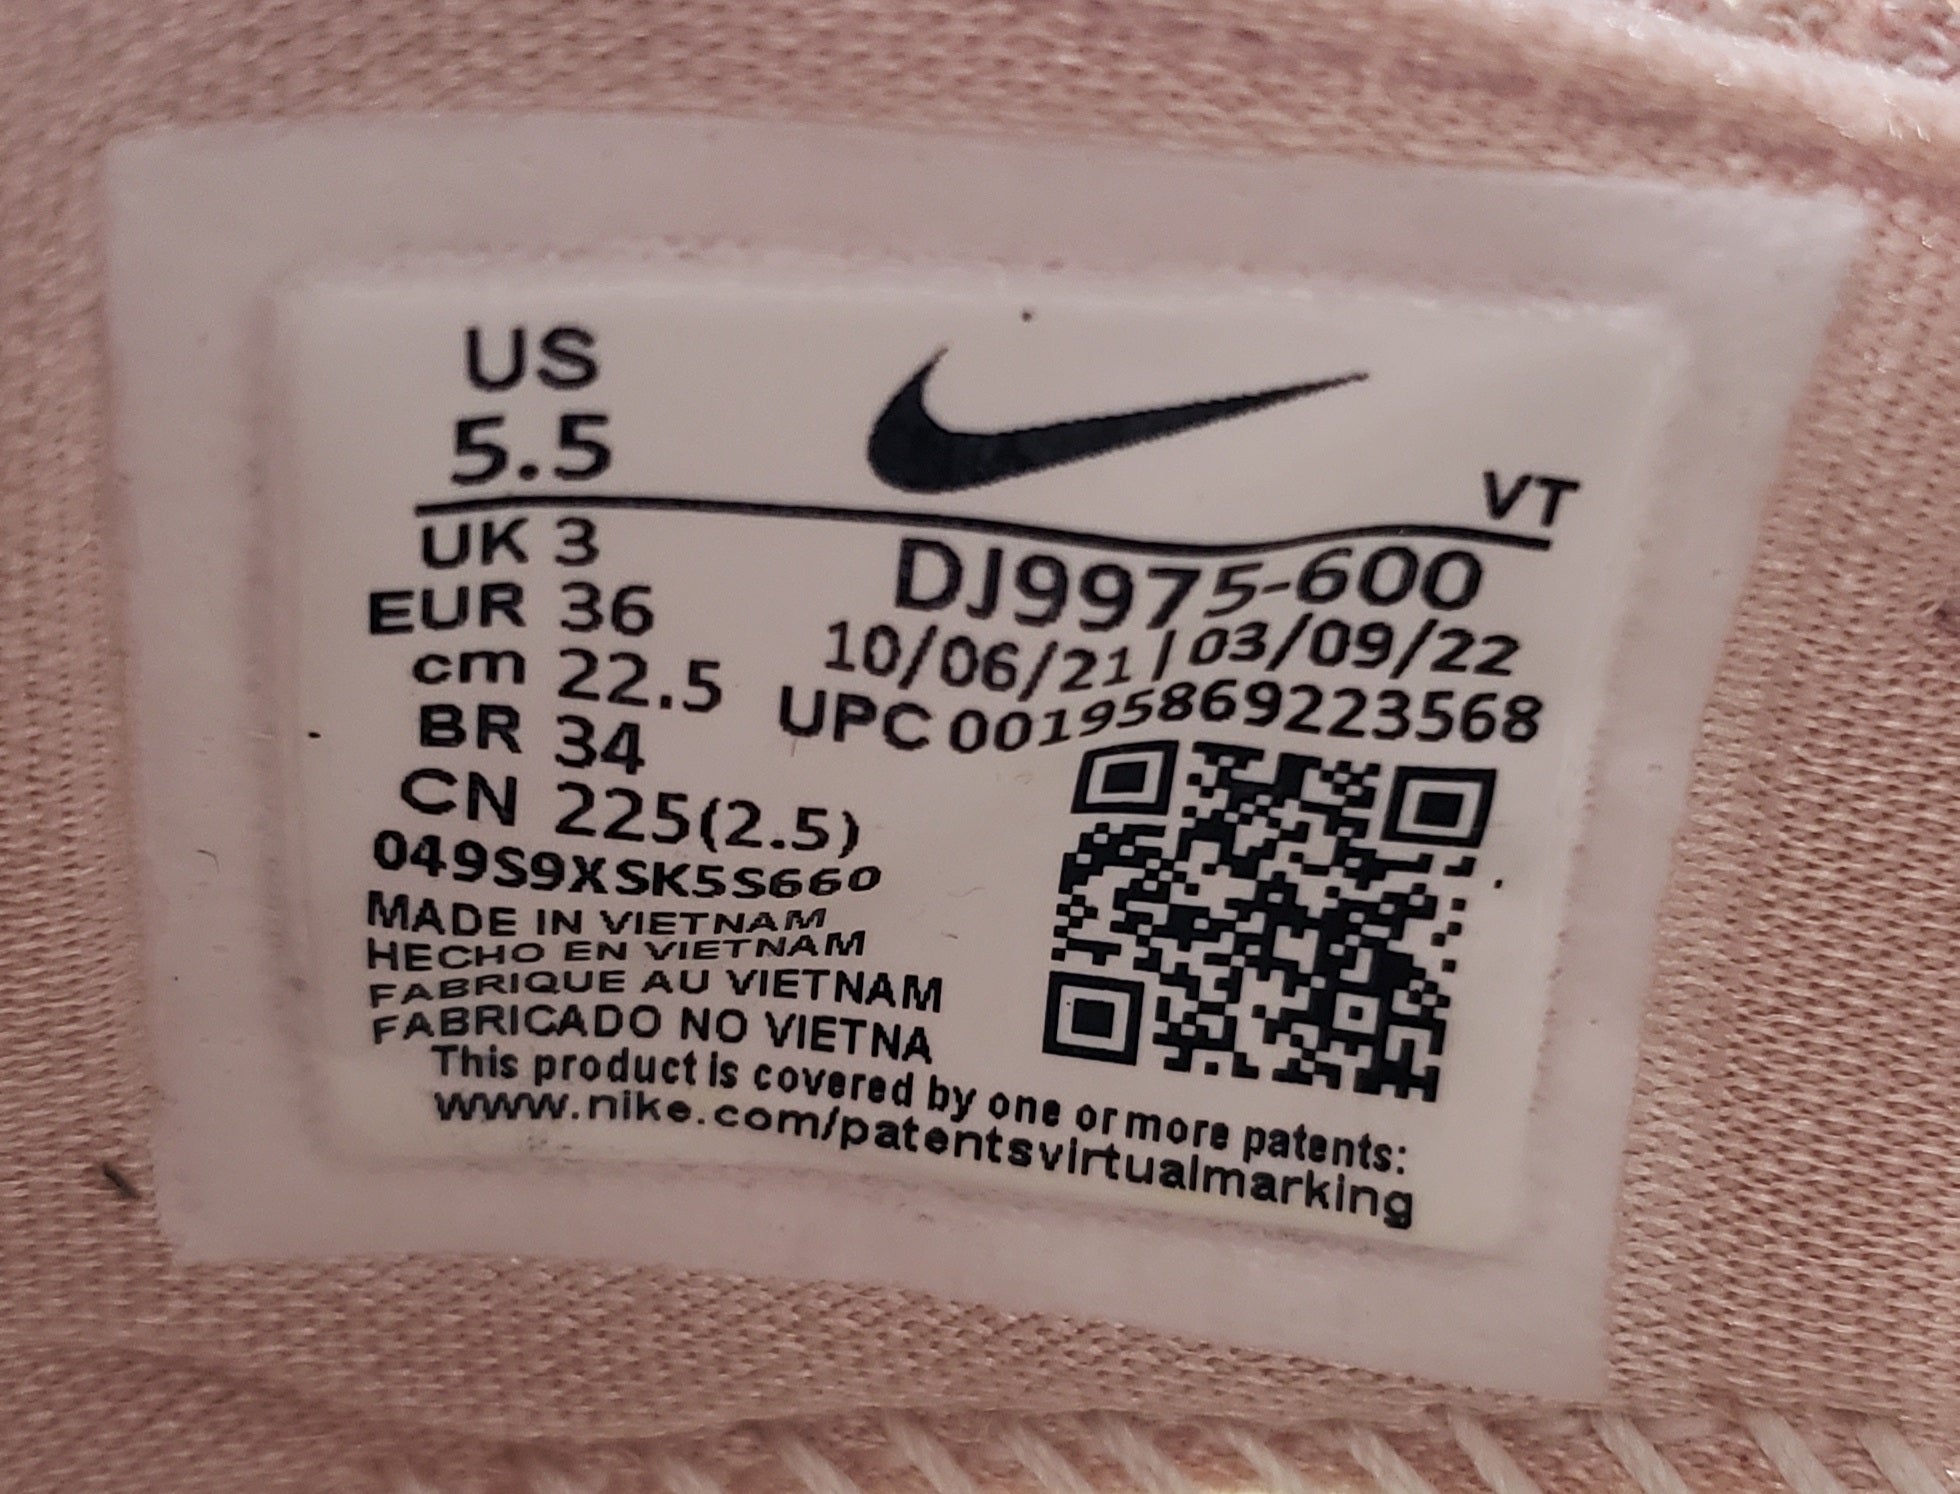 US
5.5
VT
UK 3
EUR 36
cm 22.5
BR 34
CN 225(2.5)
DJ9975-600
10/06/21 / 03/09/22
UPC 00195869223568
049S9XSK5S660
MADE IN VIETNAM
HECHO EN VIETNAM
FABRIQUE AU VIETNAM
FABRICADO NO VIETNA
This product is covered by one or more patents:
www.nike.com/patentsvirtualmarking